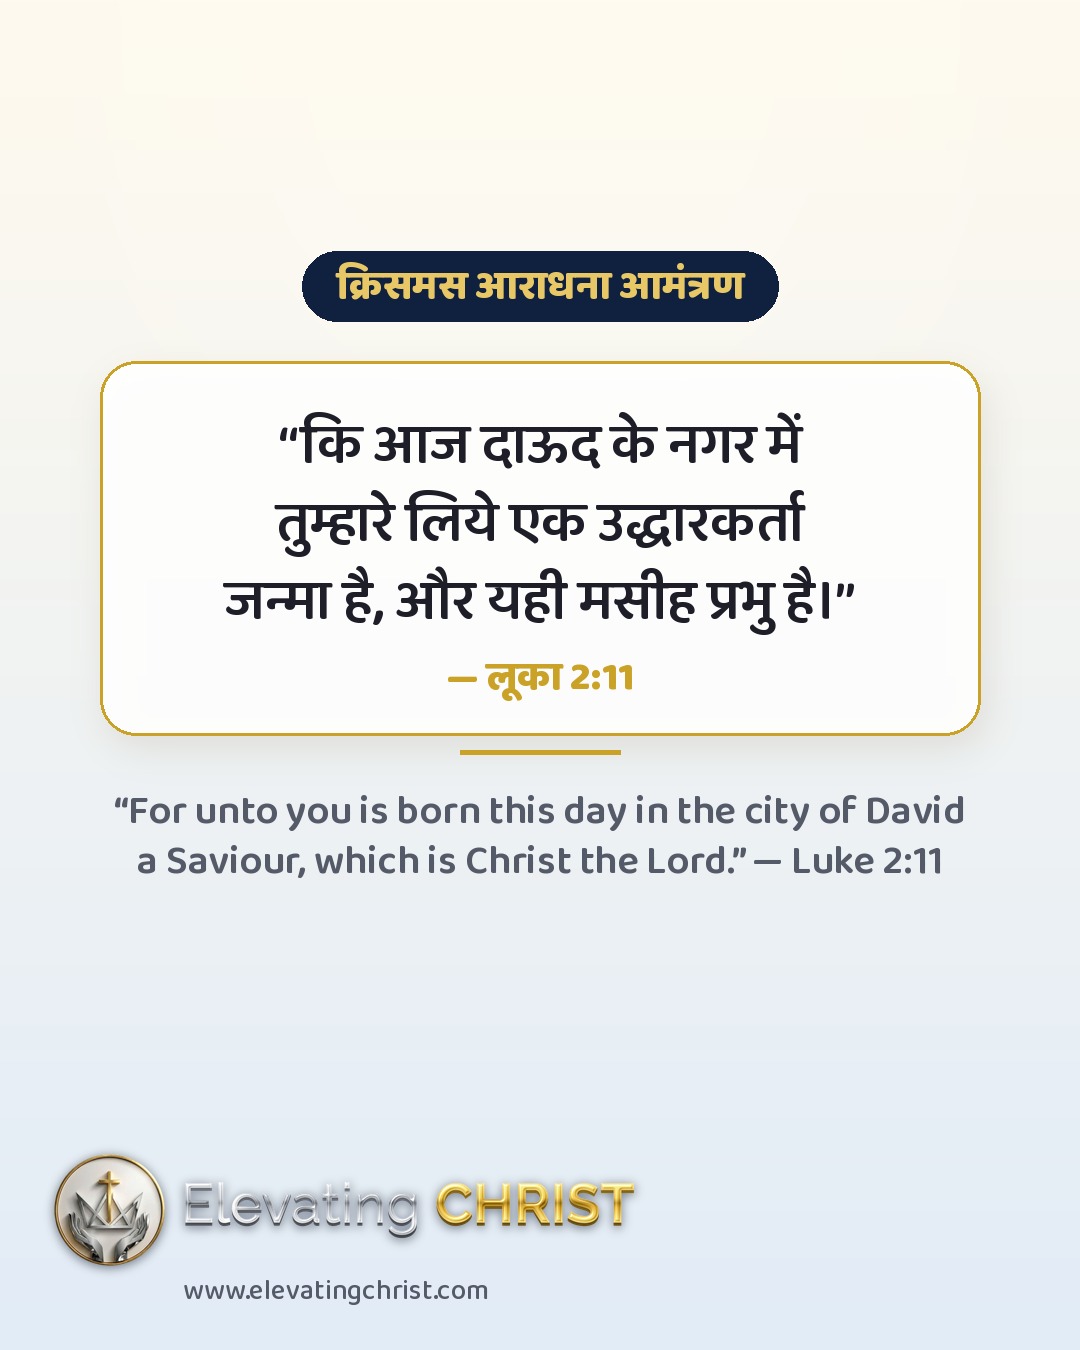 क्रिसमस आराधना आमंत्रण
“कि आज दाऊद के नगर में
तुम्हारे लिये एक उद्धारकर्ता
जन्मा है, और यही मसीह प्रभु है।”
— लूका 2:11
“For unto you is born this day in the city of David
a Saviour, which is Christ the Lord.” — Luke 2:11
Elevating CHRIST
www.elevatingchrist.com